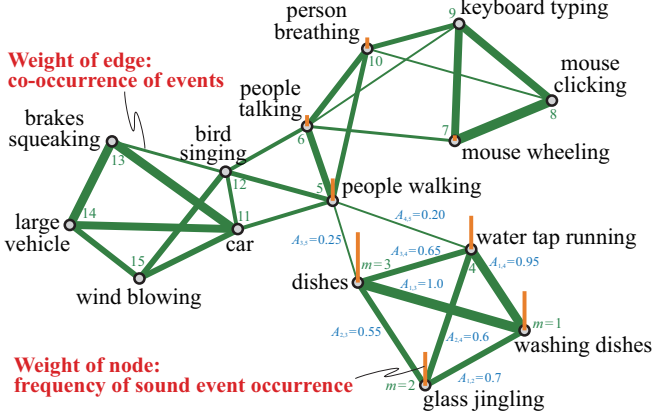 person
breathing
keyboard typing
9
10
Weight of edge:
co-occurrence of events
mouse
clicking
8
people
talking
6
7
mouse wheeling
brakes
squeaking
13
bird
singing
12
5
people walking
large
vehicle
14
11
car
A3,5=0.25
A4,5=0.20
water tap running
4
15
wind blowing
m=3
A3,4=0.65
A1,4=0.95
dishes
A1,3=1.0
A2,3=0.55
A2,4=0.6
m=1
washing dishes
Weight of node:
frequency of sound event occurrence
m=2
A1,2=0.7
glass jingling